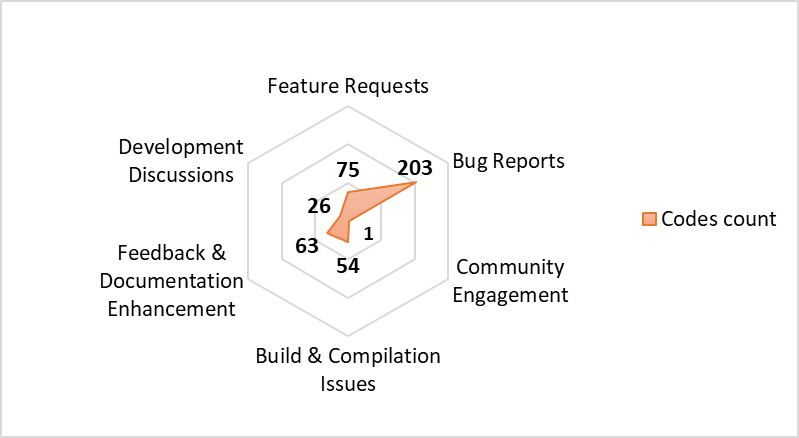 Feature Requests
Development
Discussions
75
203
Bug Reports
26
Codes count
63
1
Feedback &
Documentation
Enhancement
54
Community
Engagement
Build & Compilation
Issues